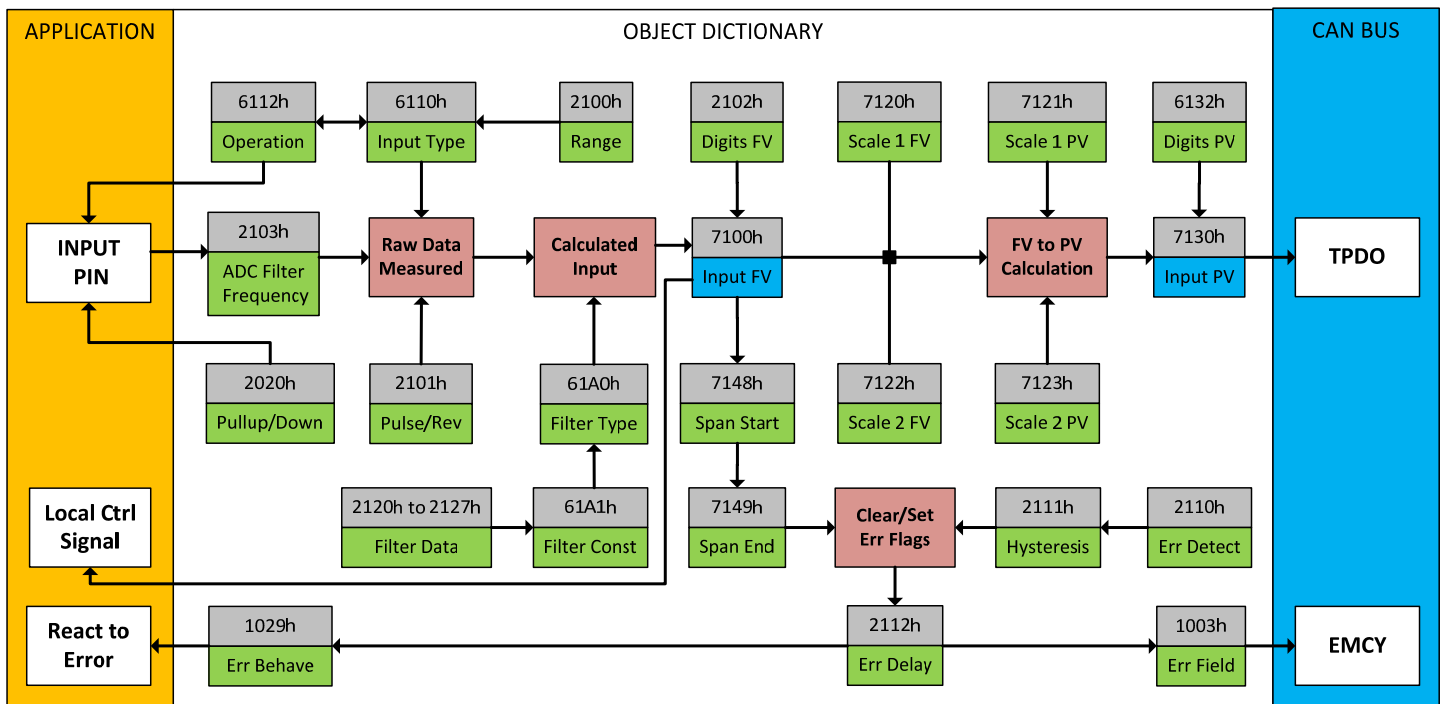 APPLICATION
OBJECT DICTIONARY
CAN BUS
6112h
Operation
6110h
Input Type
2100h
Range
2102h
Digits FV
7120h
Scale 1 FV
7121h
Scale 1 PV
6132h
Digits PV
INPUT
PIN
2103h
ADC Filter
Frequency
Raw Data
Measured
Calculated
Input
7100h
Input FV
FV to PV
Calculation
7130h
Input PV
TPDO
2020h
Pullup/Down
2101h
Pulse/Rev
61A0h
Filter Type
7148h
Span Start
7122h
Scale 2 FV
7123h
Scale 2 PV
Local Ctrl
Signal
2120h to 2127h
Filter Data
61A1h
Filter Const
7149h
Span End
Clear/Set
Err Flags
2111h
Hysteresis
2110h
Err Detect
React to
Error
1029h
Err Behave
2112h
Err Delay
1003h
Err Field
EMCY